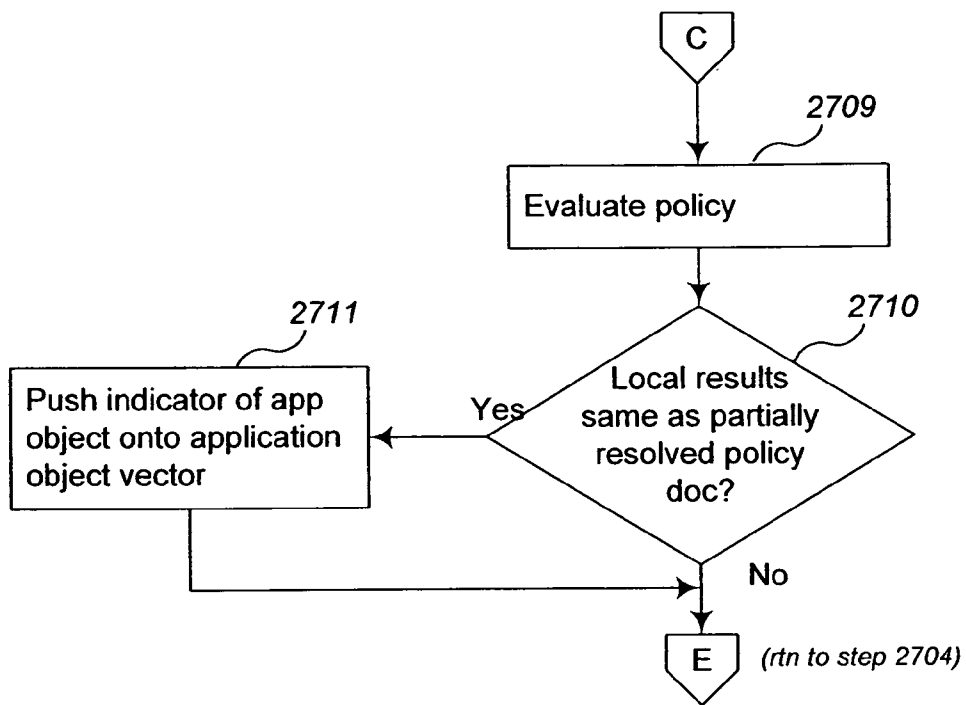 C
2709
Evaluate policy
2710
2711
Local results
same as partially
resolved policy
doc?
Yes
Push indicator of app
object onto application
object vector
No
E
(rtn to step 2704)